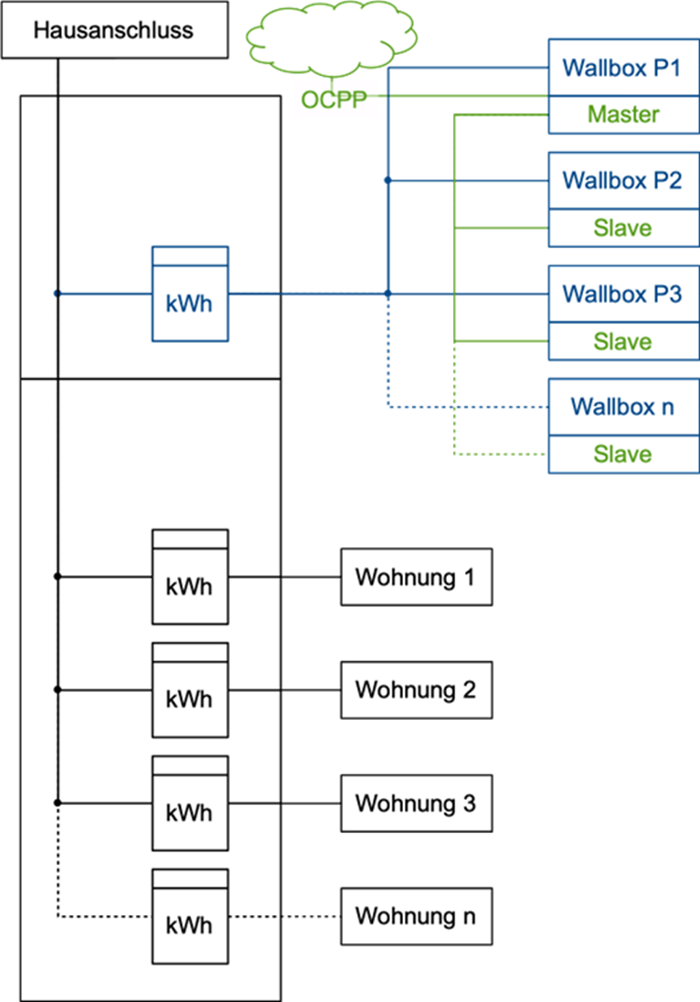 Hausanschluss
OCPP
Wallbox P1
Master
Wallbox P2
Slave
kWh
Wallbox P3
Slave
Wallbox n
Slave
kWh
Wohnung 1
kWh
Wohnung 2
kWh
Wohnung 3
kWh
Wohnung n